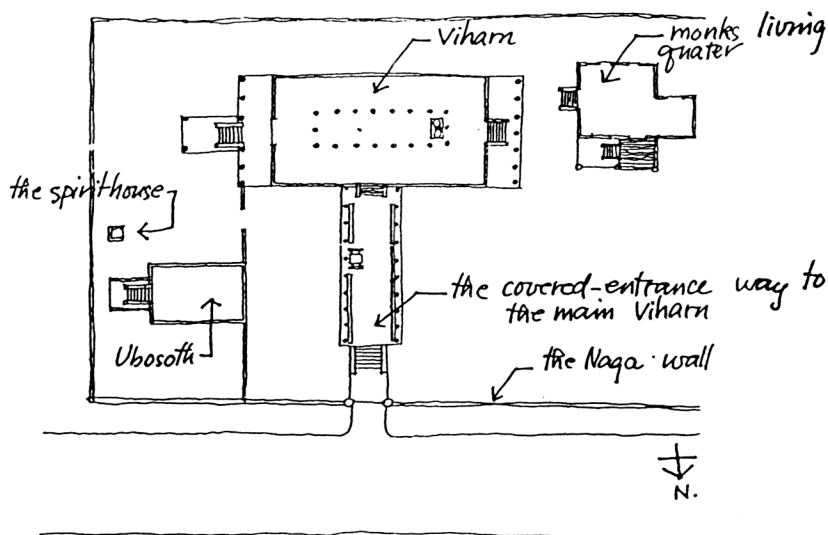 Viharn
monks living
quater
the spirithouse
the covered-entrance way to
the main Viharn
Ubosoth
the Naga wall
N.